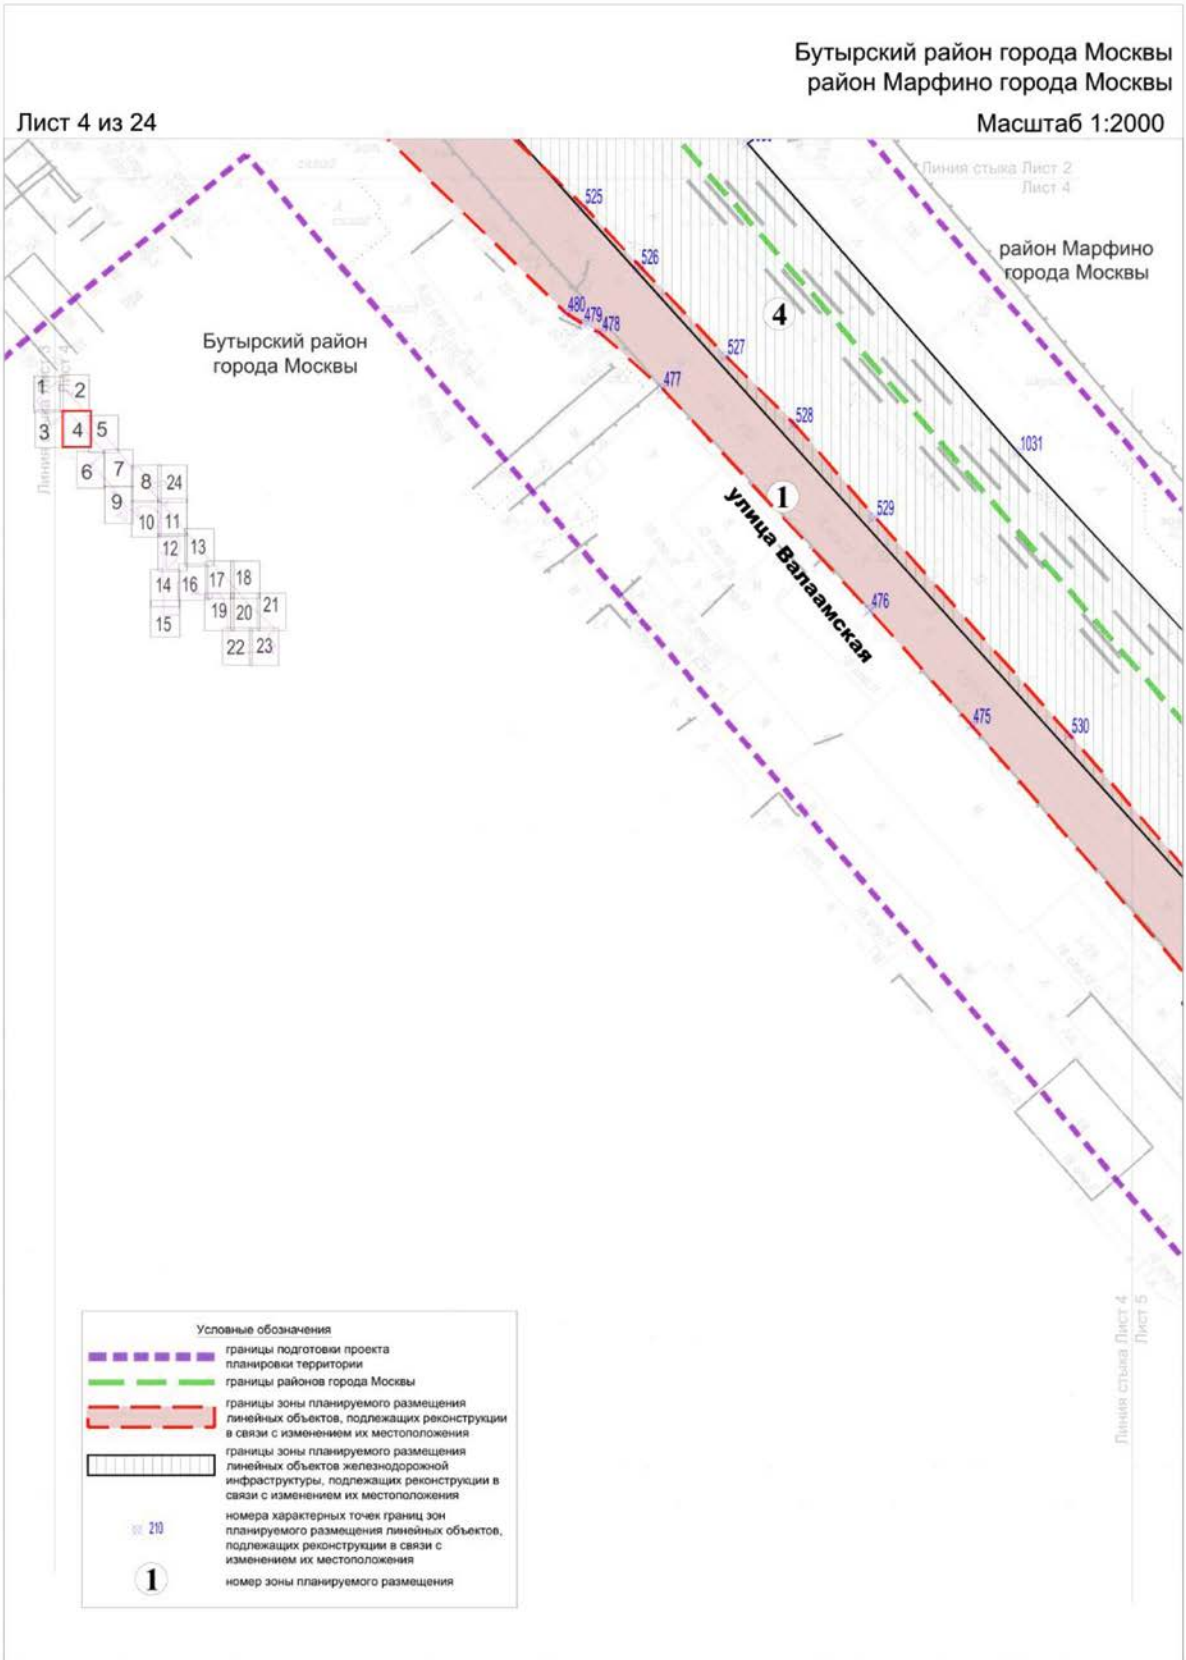 Бутырский район города Москвы
район Марфино города Москвы
Лист 4 из 24
Масштаб 1:2000
Линия стыка Лист 2
Лист 4
район Марфино
города Москвы
525
526
4
480
479
478
527
Бутырский район
города Москвы
477
528
1031
Лист 4
1
2
3
4
5
6
7
8
24
9
10
11
12
13
14
16
17
18
15
19
20
21
22
23
1
529
улица Валаамская
476
475
530
Линия стыка Лист 4
Лист 5
Условные обозначения
границы подготовки проекта
планировки территории
границы районов города Москвы
границы зоны планируемого размещения
линейных объектов, подлежащих реконструкции
в связи с изменением их местоположения
границы зоны планируемого размещения
линейных объектов железнодорожной
инфраструктуры, подлежащих реконструкции в
связи с изменением их местоположения
210
номера характерных точек границ зон
планируемого размещения линейных объектов,
подлежащих реконструкции в связи с
изменением их местоположения
1
номер зоны планируемого размещения